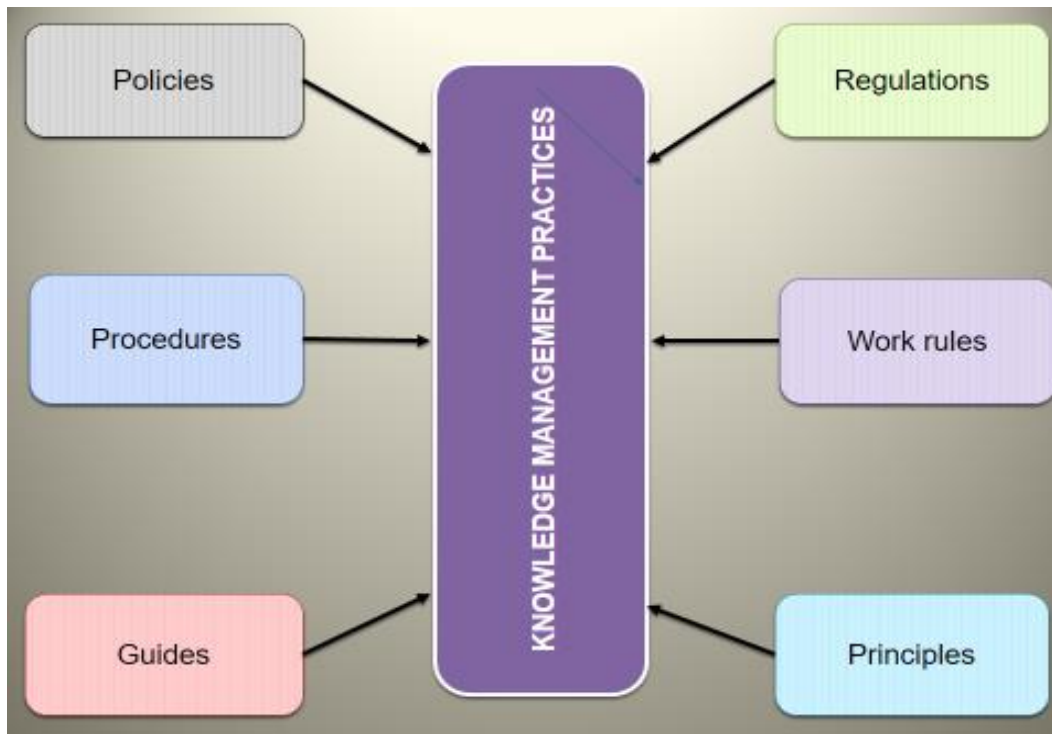 Policies
Regulations
KNOWLEDGE MANAGEMENT PRACTICES
Procedures
Work rules
Guides
Principles